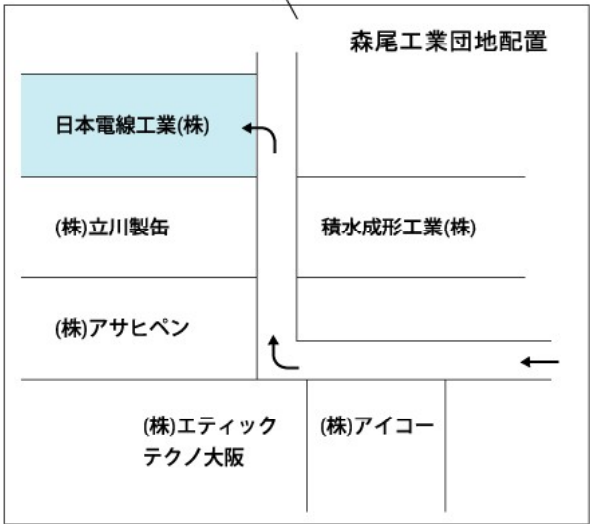 森尾工業団地配置
日本電線工業(株)
(株)立川製缶
積水成形工業(株)
(株)アサヒペン
(株)エティック
テクノ大阪
(株)アイコー